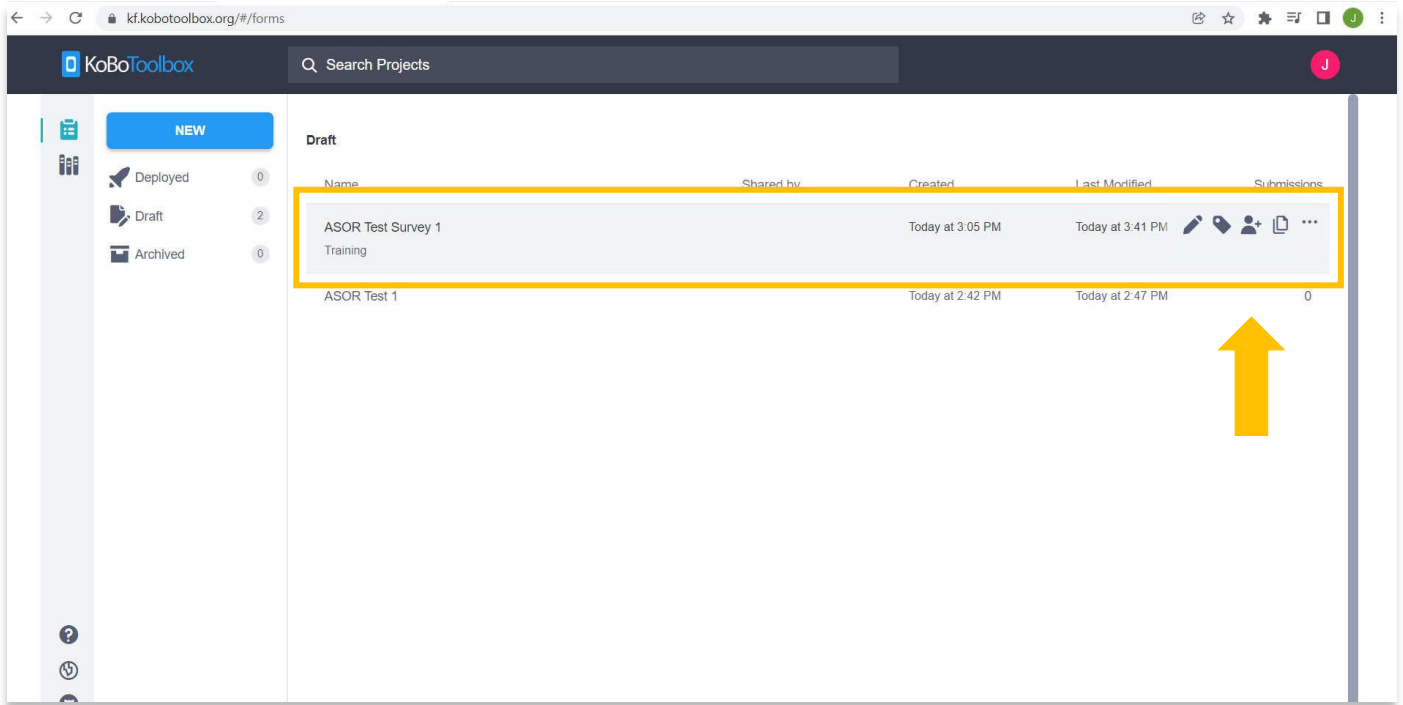 kf.kobotoolbox.org/#/forms
J
KoBoToolbox
Search Projects
J
NEW
Deployed 0
Draft 2
Archived 0
Draft
Name Shared by Created Last Modified Submissions
ASOR Test Survey 1 Today at 3:05 PM Today at 3:41 PM
Training
ASOR Test 1 Today at 2:42 PM Today at 2:47 PM 0